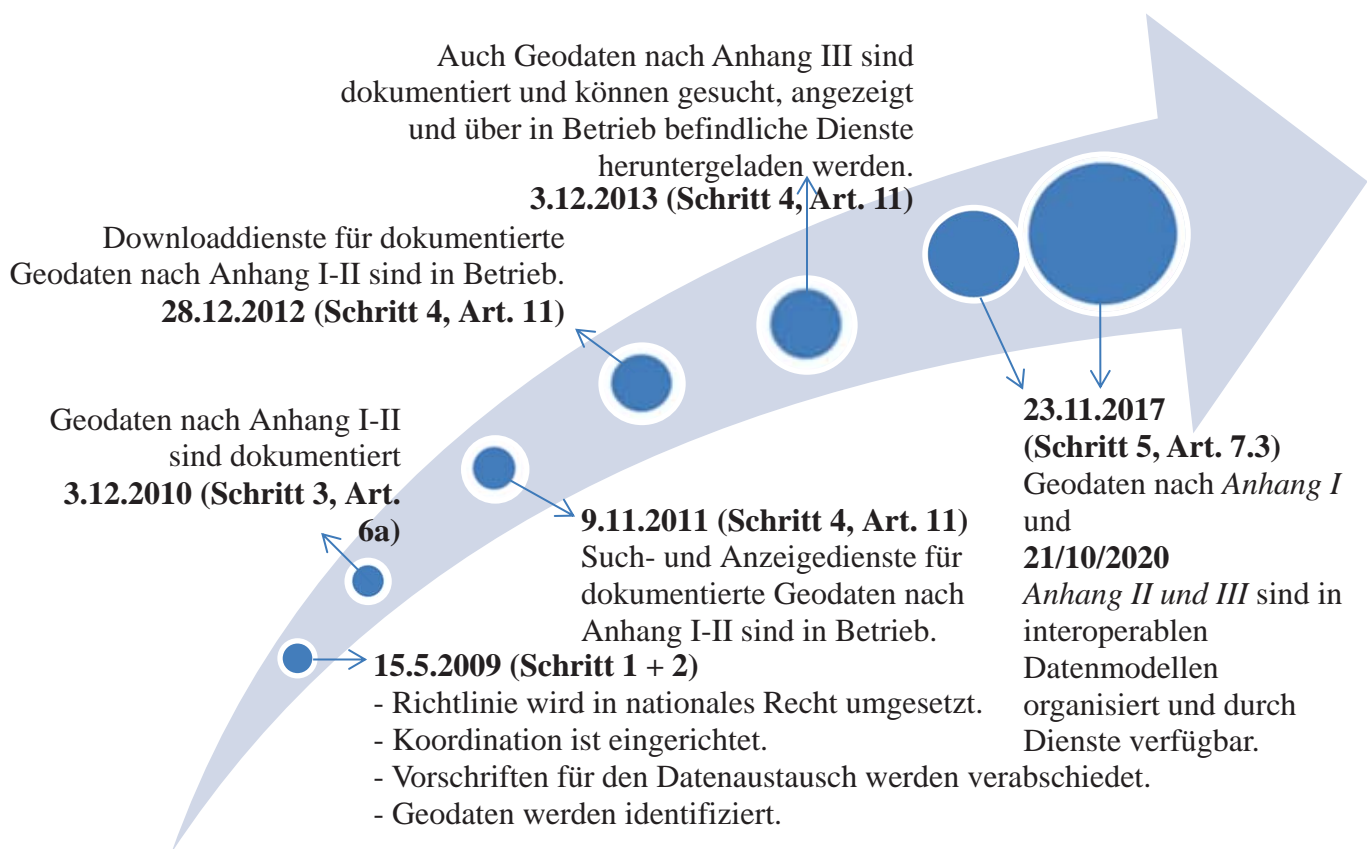 Auch Geodaten nach Anhang III sind
dokumentiert und können gesucht, angezeigt
und über in Betrieb befindliche Dienste
heruntergeladen werden.
3.12.2013 (Schritt 4, Art. 11)
Downloaddienste für dokumentierte
Geodaten nach Anhang I-II sind in Betrieb.
28.12.2012 (Schritt 4, Art. 11)
Geodaten nach Anhang I-II
sind dokumentiert
3.12.2010 (Schritt 3, Art.
6a)
9.11.2011 (Schritt 4, Art. 11)
Such- und Anzeigedienste für
dokumentierte Geodaten nach
Anhang I-II sind in Betrieb.
15.5.2009 (Schritt 1 + 2)
- Richtlinie wird in nationales Recht umgesetzt.
- Koordination ist eingerichtet.
- Vorschriften für den Datenaustausch werden verabschiedet.
- Geodaten werden identifiziert.
23.11.2017
(Schritt 5, Art. 7.3)
Geodaten nach Anhang I
und
21/10/2020
Anhang II und III sind in
interoperablen
Datenmodellen
organisiert und durch
Dienste verfügbar.